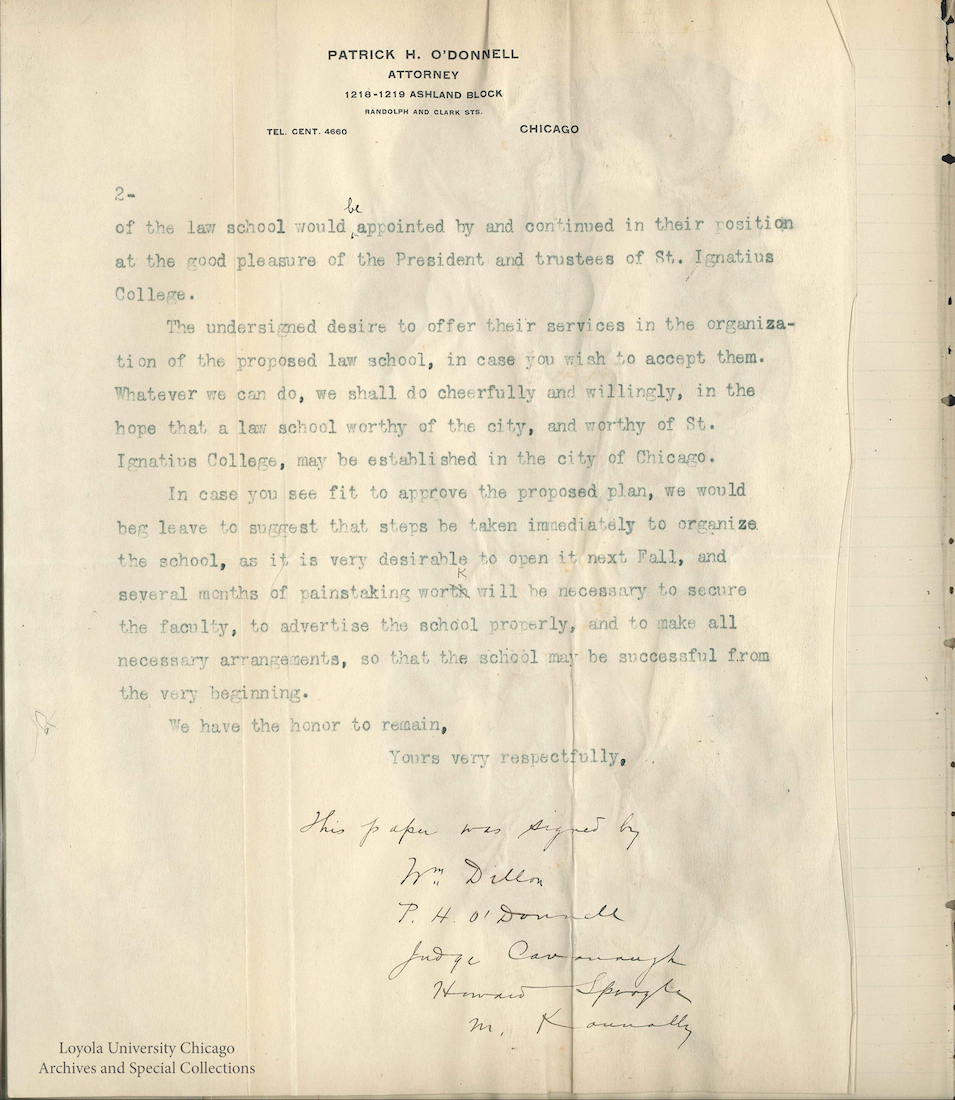 PATRICK H. O'DONNELL
ATTORNEY
1218-1219 ASHLAND BLOCK
RANDOLPH AND CLARK STS.
TEL. CENT. 4660 CHICAGO
2-
be
of the law school would appointed by and continued in their position
at the good pleasure of the President and trustees of St. Ignatius
College.
The undersigned desire to offer their services in the organiza-
tion of the proposed law school, in case you wish to accept them.
Whatever we can do, we shall do cheerfully and willingly, in the
hope that a law school worthy of the city, and worthy of St.
Ignatius College, may be established in the city of Chicago.
In case you see fit to approve the proposed plan, we would
beg leave to suggest that steps be taken immediately to organize
the school, as it is very desirable to open it next Fall, and
K
several months of painstaking worth will be necessary to secure
the faculty, to advertise the school properly, and to make all
necessary arrangements, so that the school may be successful from
the very beginning.
We have the honor to remain,
Yours very respectfully,
This paper was signed by
Wm Dillon
P. H. O'Donnell
Judge Cavanaugh
Howard Sprogle
M. Konnolly
Loyola University Chicago
Archives and Special Collections